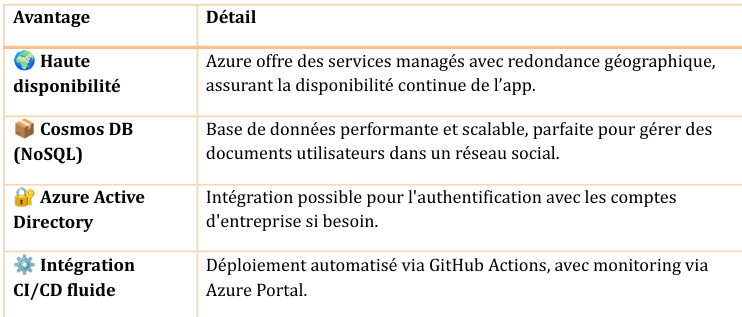 Avantage
Détail
🌍 Haute
disponibilité
Azure offre des services managés avec redondance géographique,
assurant la disponibilité continue de l’app.
📦 Cosmos DB
(NoSQL)
Base de données performante et scalable, parfaite pour gérer des
documents utilisateurs dans un réseau social.
🔐 Azure Active
Directory
Intégration possible pour l'authentification avec les comptes
d'entreprise si besoin.
⚙️ Intégration
CI/CD fluide
Déploiement automatisé via GitHub Actions, avec monitoring via
Azure Portal.